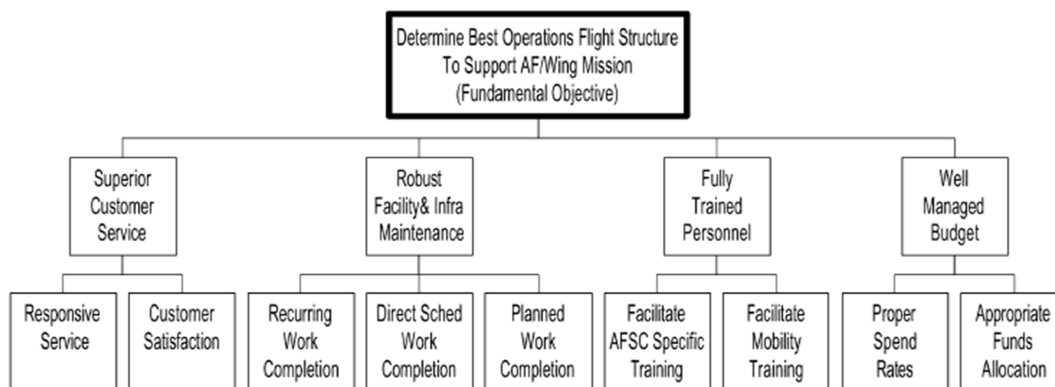 Determine Best Operations Flight Structure
To Support AF/Wing Mission
(Fundamental Objective)
Superior
Customer
Service
Robust
Facility& Infra
Maintenance
Fully
Trained
Personnel
Well
Managed
Budget
Responsive
Service
Customer
Satisfaction
Recurring
Work
Completion
Direct Sched
Work
Completion
Planned
Work
Completion
Facilitate
AFSC Specific
Training
Facilitate
Mobility
Training
Proper
Spend
Rates
Appropriate
Funds
Allocation